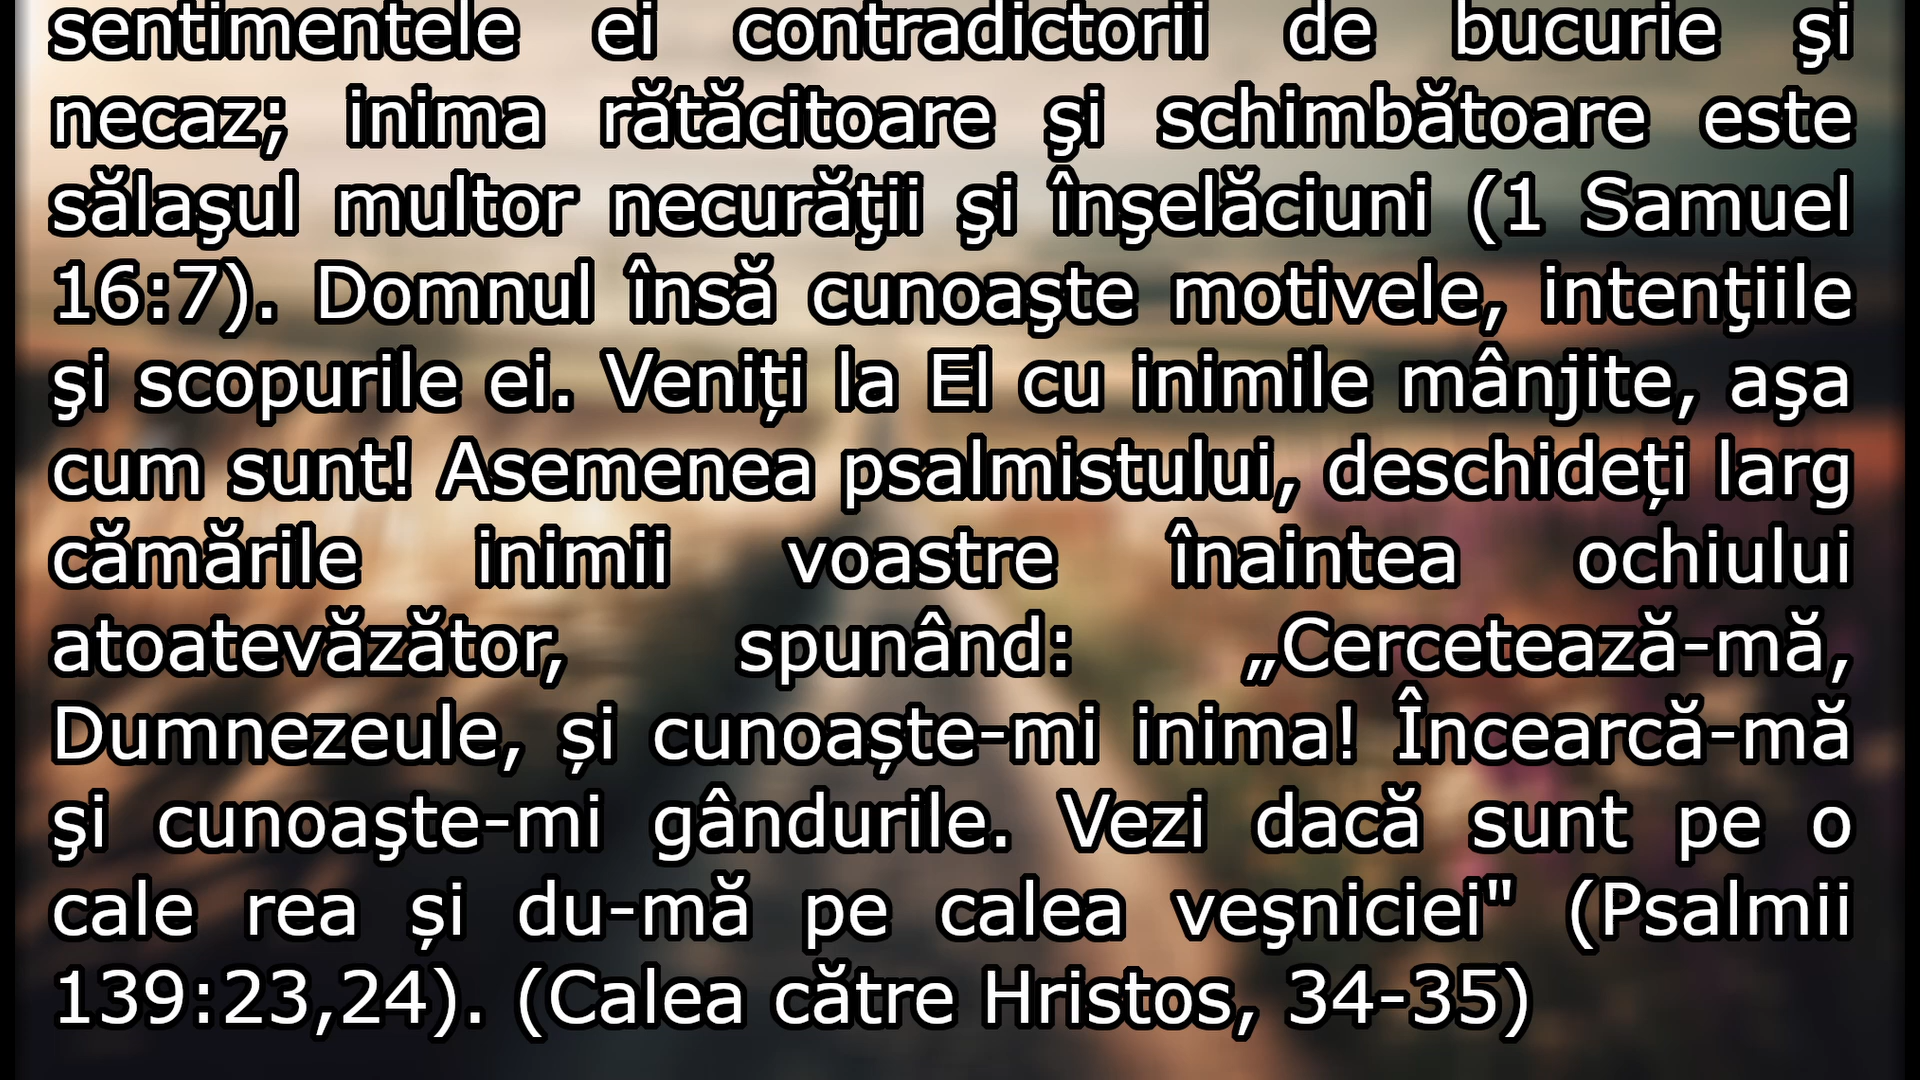 sentimentele ei contradictorii de bucurie şi
necaz; inima rătăcitoare şi schimbătoare este
sălaşul multor necurăţii şi înşelăciuni (1 Samuel
16:7). Domnul însă cunoaşte motivele, intenţiile
şi scopurile ei. Veniți la El cu inimile mânjite, aşa
cum sunt! Asemenea psalmistului, deschideți larg
cămările inimii voastre înaintea ochiului
atoatevăzător, spunând: „Cercetează-mă,
Dumnezeule, și cunoaște-mi inima! Încearcă-mă
şi cunoaşte-mi gândurile. Vezi dacă sunt pe o
cale rea și du-mă pe calea veşniciei" (Psalmii
139:23,24). (Calea către Hristos, 34-35)